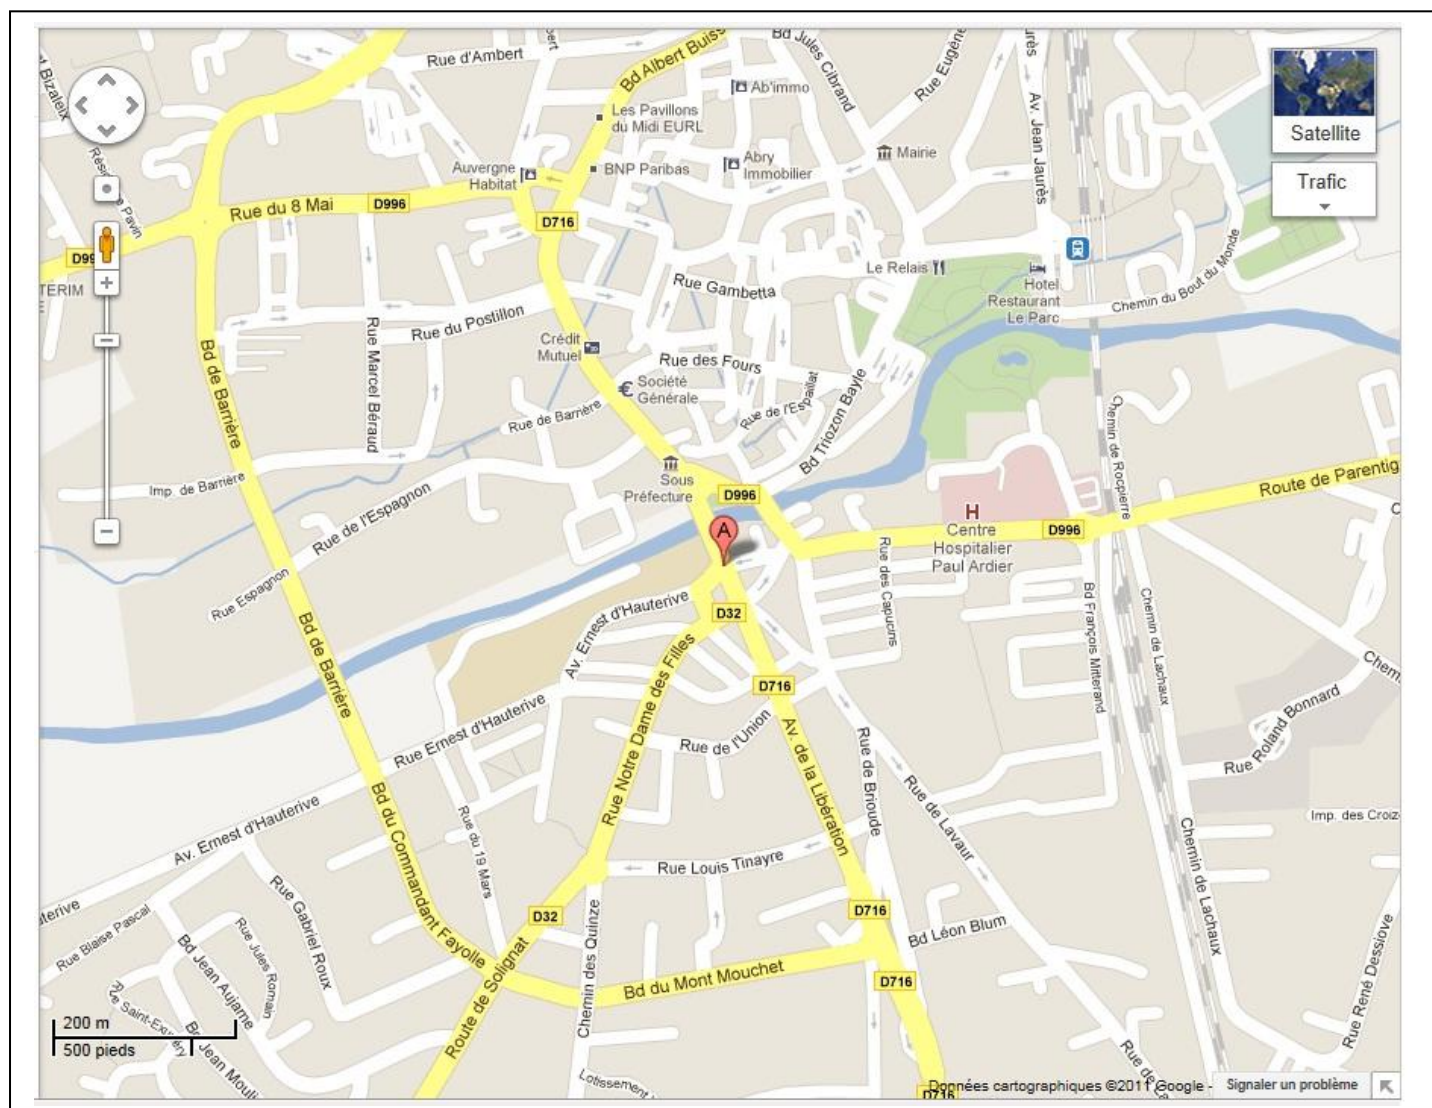 Rue d'Ambert
Bd Albert Buiss
Bd Jules Cibrand
Rue Eugène
Av. Jean Jaurès
Ab'immo
Satellite
Trafic
Les Pavillons
du Midi EURL
BNP Paribas
Abry
Immobilier
Mairie
Auvergne
Habitat
Rue du 8 Mai
D996
D716
D99
TÉRIM
Le Relais
Hotel
Restaurant
Le Parc
Chemin du Bout du Monde
Rue Gambetta
Rue du Postillon
Rue Marcel Béraud
Crédit
Mutuel
Rue des Fours
Société
Générale
Rue de Barrière
Rue de l'Espaillat
Bd Triozon Bayle
Bd de Barrière
Imp. de Barrière
Rue de l'Espagnon
Rue Espagnon
Sous
Préfecture
D996
A
H
Centre
Hospitalier
Paul Ardier
D996
Route de Parentig
Chemin de Rocpierre
Rue des Capucins
Bd François Mitterand
Chemin de Lachaux
Chem
Av. Ernest d'Hauterive
D32
Bd de Barrière
Rue Ernest d'Hauterive
Rue Notre Dame des Filles
D716
Rue de l'Union
Av. de la Libération
Rue de Brioude
Rue de Lavaur
Rue Roland Bonnard
Imp. des Croiz
Av. Ernest d'Hauterive
Bd du Commandant Fayolle
Rue du 19 Mars
Rue Louis Tinayre
Chemin de Lachaux
Rue Gabriel Roux
Rue Blaise Pascal
Bd Jean Aujame
Rue Jules Romain
D32
Chemin des Quinze
D716
Bd Léon Blum
Rue René Dessiove
Route de Solignat
Bd du Mont Mouchet
D716
200 m
500 pieds
Lotissement
D716
Données cartographiques ©2011 Google -
Signaler un problème